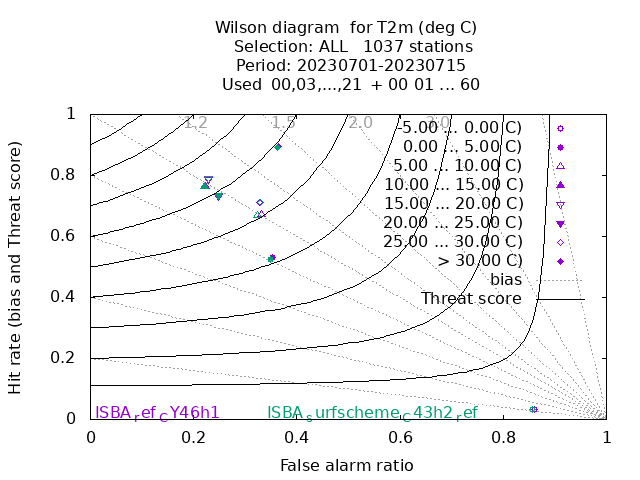 Wilson diagram for T2m (deg C)
Selection: ALL 1037 stations
Period: 20230701-20230715
Used 00,03,...,21 + 00 01 ... 60
Hit rate (bias and Threat score)
1
0.8
0.6
0.4
0.2
0
1.2 1.5 2.0 3.0
-5.00 ... 0.00 C)
0.00 ... 5.00 C)
5.00 ... 10.00 C)
10.00 ... 15.00 C)
15.00 ... 20.00 C)
20.00 ... 25.00 C)
25.00 ... 30.00 C)
> 30.00 C)
bias
Threat score
ISBA_ref_CY46h1 ISBA_surfscheme_C43h2_ref
0 0.2 0.4 0.6 0.8 1
False alarm ratio